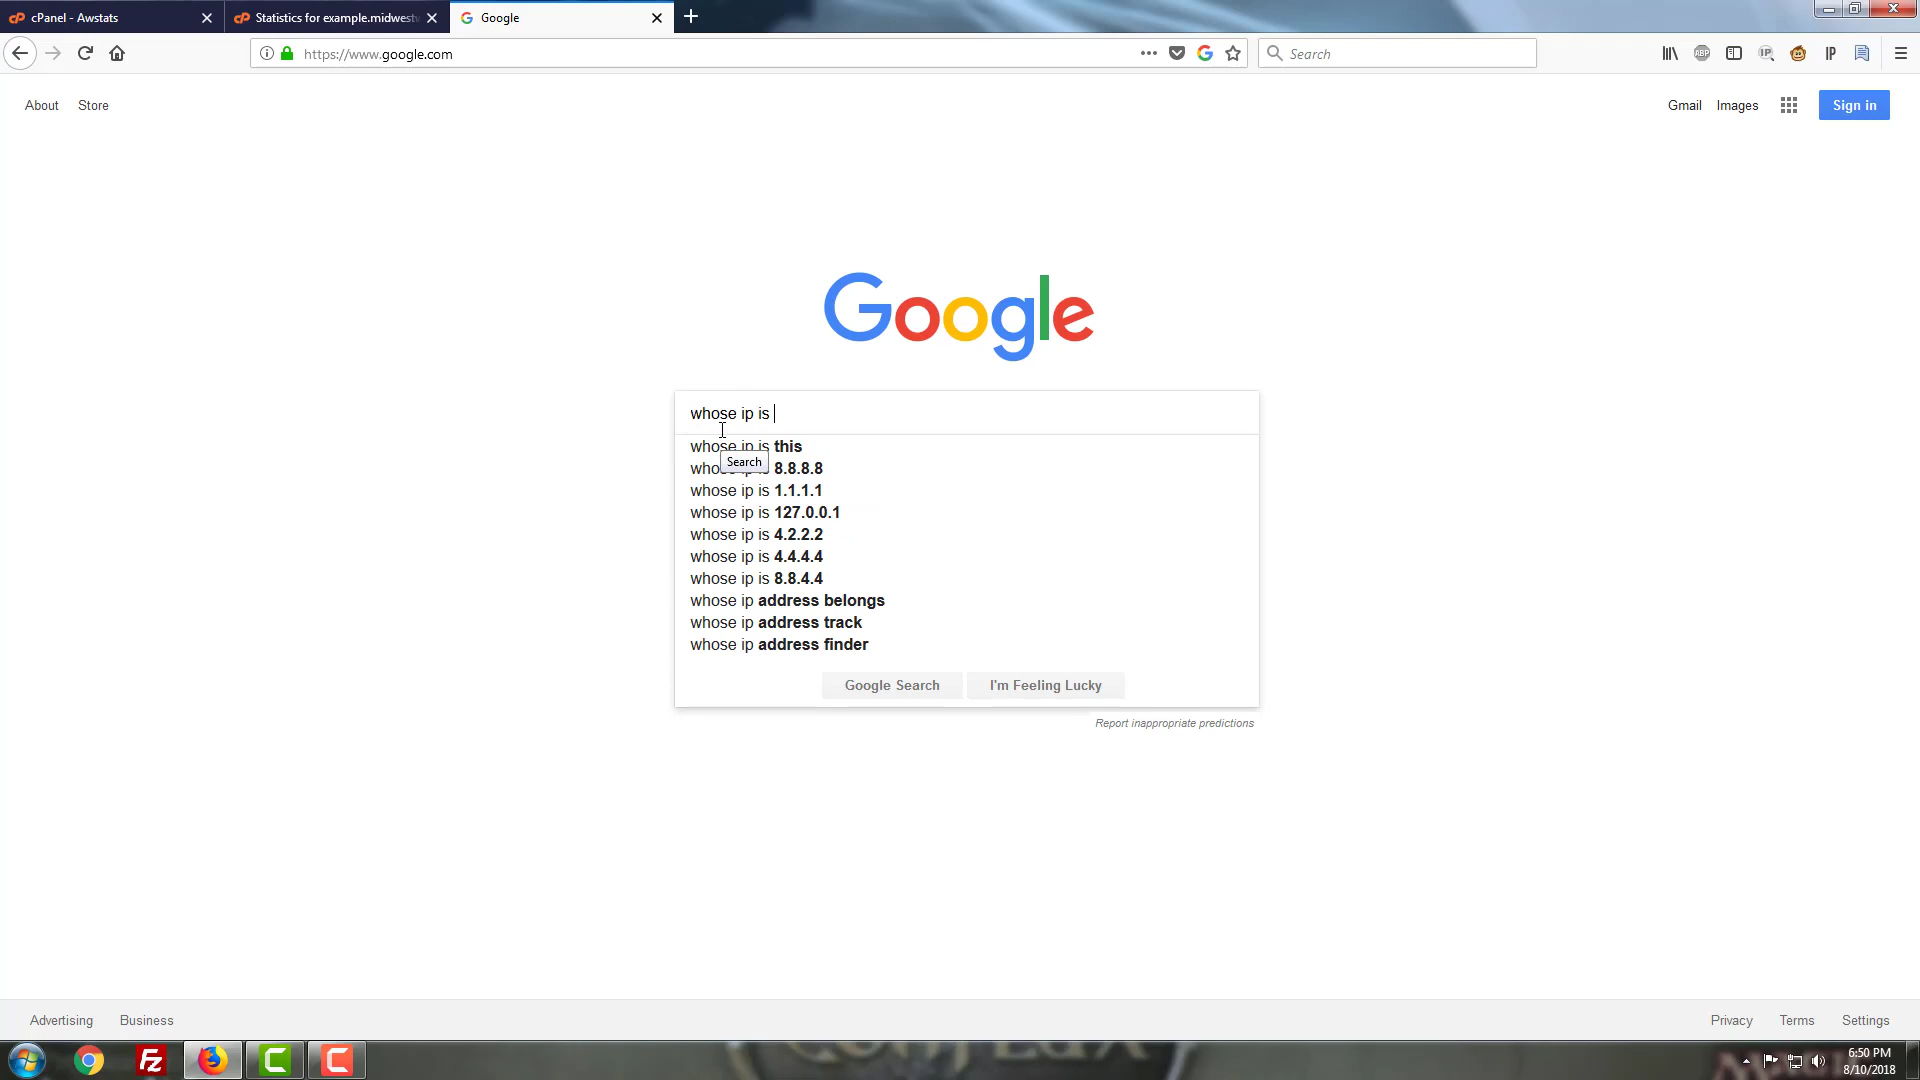 cPanel - Awstats
Statistics for example.midwest
Google
https://www.google.com
Search
ABP
IP
IP
About
Store
Gmail
Images
Sign in
Google
whose ip is
whose ip is this
Search
whose ip is 8.8.8.8
whose ip is 1.1.1.1
whose ip is 127.0.0.1
whose ip is 4.2.2.2
whose ip is 4.4.4.4
whose ip is 8.8.4.4
whose ip address belongs
whose ip address track
whose ip address finder
Google Search
I'm Feeling Lucky
Report inappropriate predictions
Advertising
Business
Privacy
Terms
Settings
6:50 PM
8/10/2018